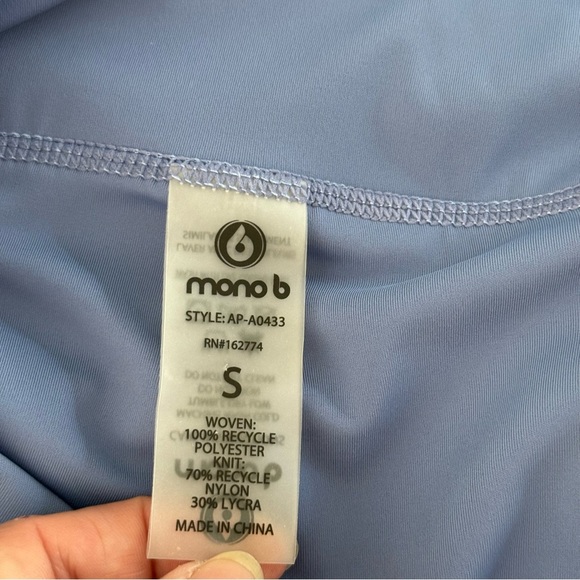 mono b
STYLE: AP-A0433
RN#162774
S
WOVEN:
100% RECYCLE
POLYESTER
KNIT:
70% RECYCLE
NYLON
30% LYCRA
MADE IN CHINA